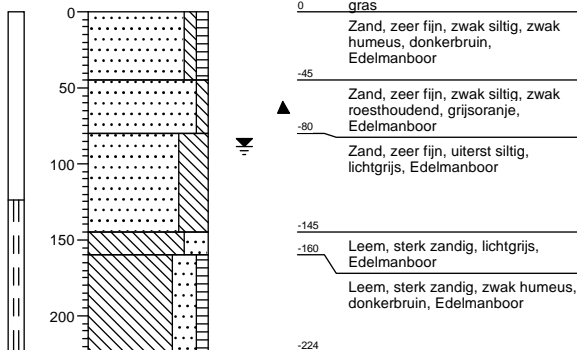 0
50
100
150
200
0
gras
Zand, zeer fijn, zwak siltig, zwak
humeus, donkerbruin,
Edelmanboor
-45
Zand, zeer fijn, zwak siltig, zwak
roesthoudend, grijsoranje,
Edelmanboor
-80
Zand, zeer fijn, uiterst siltig,
lichtgrijs, Edelmanboor
-145
Leem, sterk zandig, lichtgrijs,
Edelmanboor
-160
Leem, sterk zandig, zwak humeus,
donkerbruin, Edelmanboor
-224